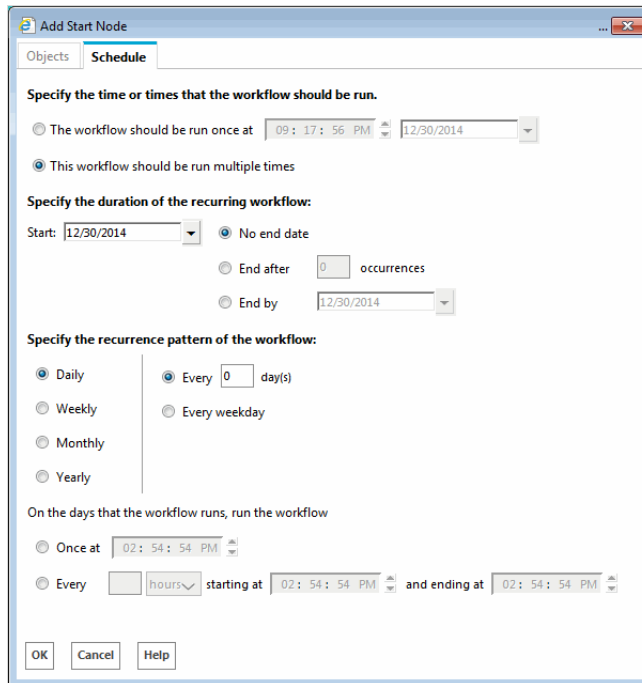 Add Start Node ...
Objects Schedule
Specify the time or times that the workflow should be run.
The workflow should be run once at 09: 17: 56 PM 12/30/2014
This workflow should be run multiple times
Specify the duration of the recurring workflow:
Start: 12/30/2014 No end date
End after 0 occurrences
End by 12/30/2014
Specify the recurrence pattern of the workflow:
Daily Every 0 day(s)
Weekly Every weekday
Monthly
Yearly
On the days that the workflow runs, run the workflow
Once at 02: 54: 54 PM
Every hours starting at 02: 54: 54 PM and ending at 02: 54: 54 PM
OK Cancel Help